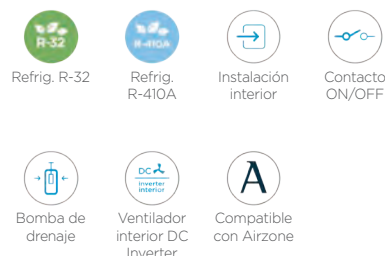 R-32
R-410A
Refrig. R-32
Refrig.
R-410A
Instalación
interior
Contacto
ON/OFF
DC
Inverter
interior
A
Bomba de
drenaje
Ventilador
interior DC
Inverter
Compatible
con Airzone